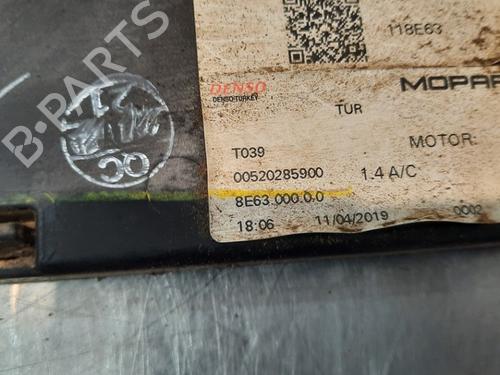 118E63
DENSO MOPAR
DENSO-TURKEY
TUR
T039 MOTOR:
00520285900 1.4 A/C
8E63.000.0.0
18:06 11/04/2019 0002
QC
B-PARTS